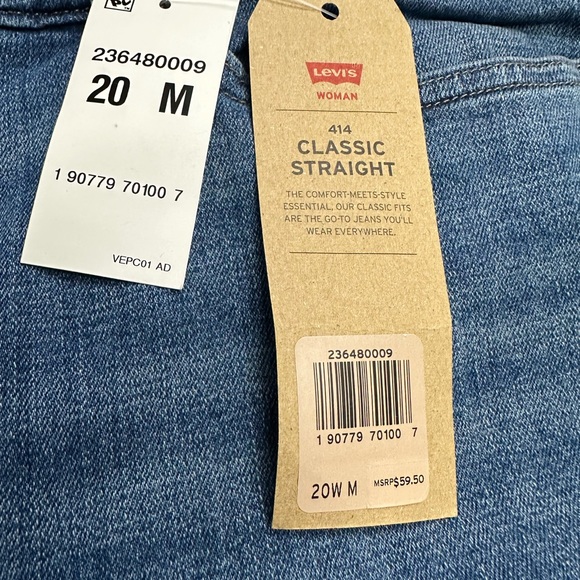 236480009
20 M
1 90779 70100 7
VEPC01 AD
Levi's
WOMAN
414
CLASSIC
STRAIGHT
THE COMFORT-MEETS-STYLE
ESSENTIAL. OUR CLASSIC FITS
ARE THE GO-TO JEANS YOU'LL
WEAR EVERYWHERE.
236480009
1 90779 70100 7
20W M MSRP$59.50